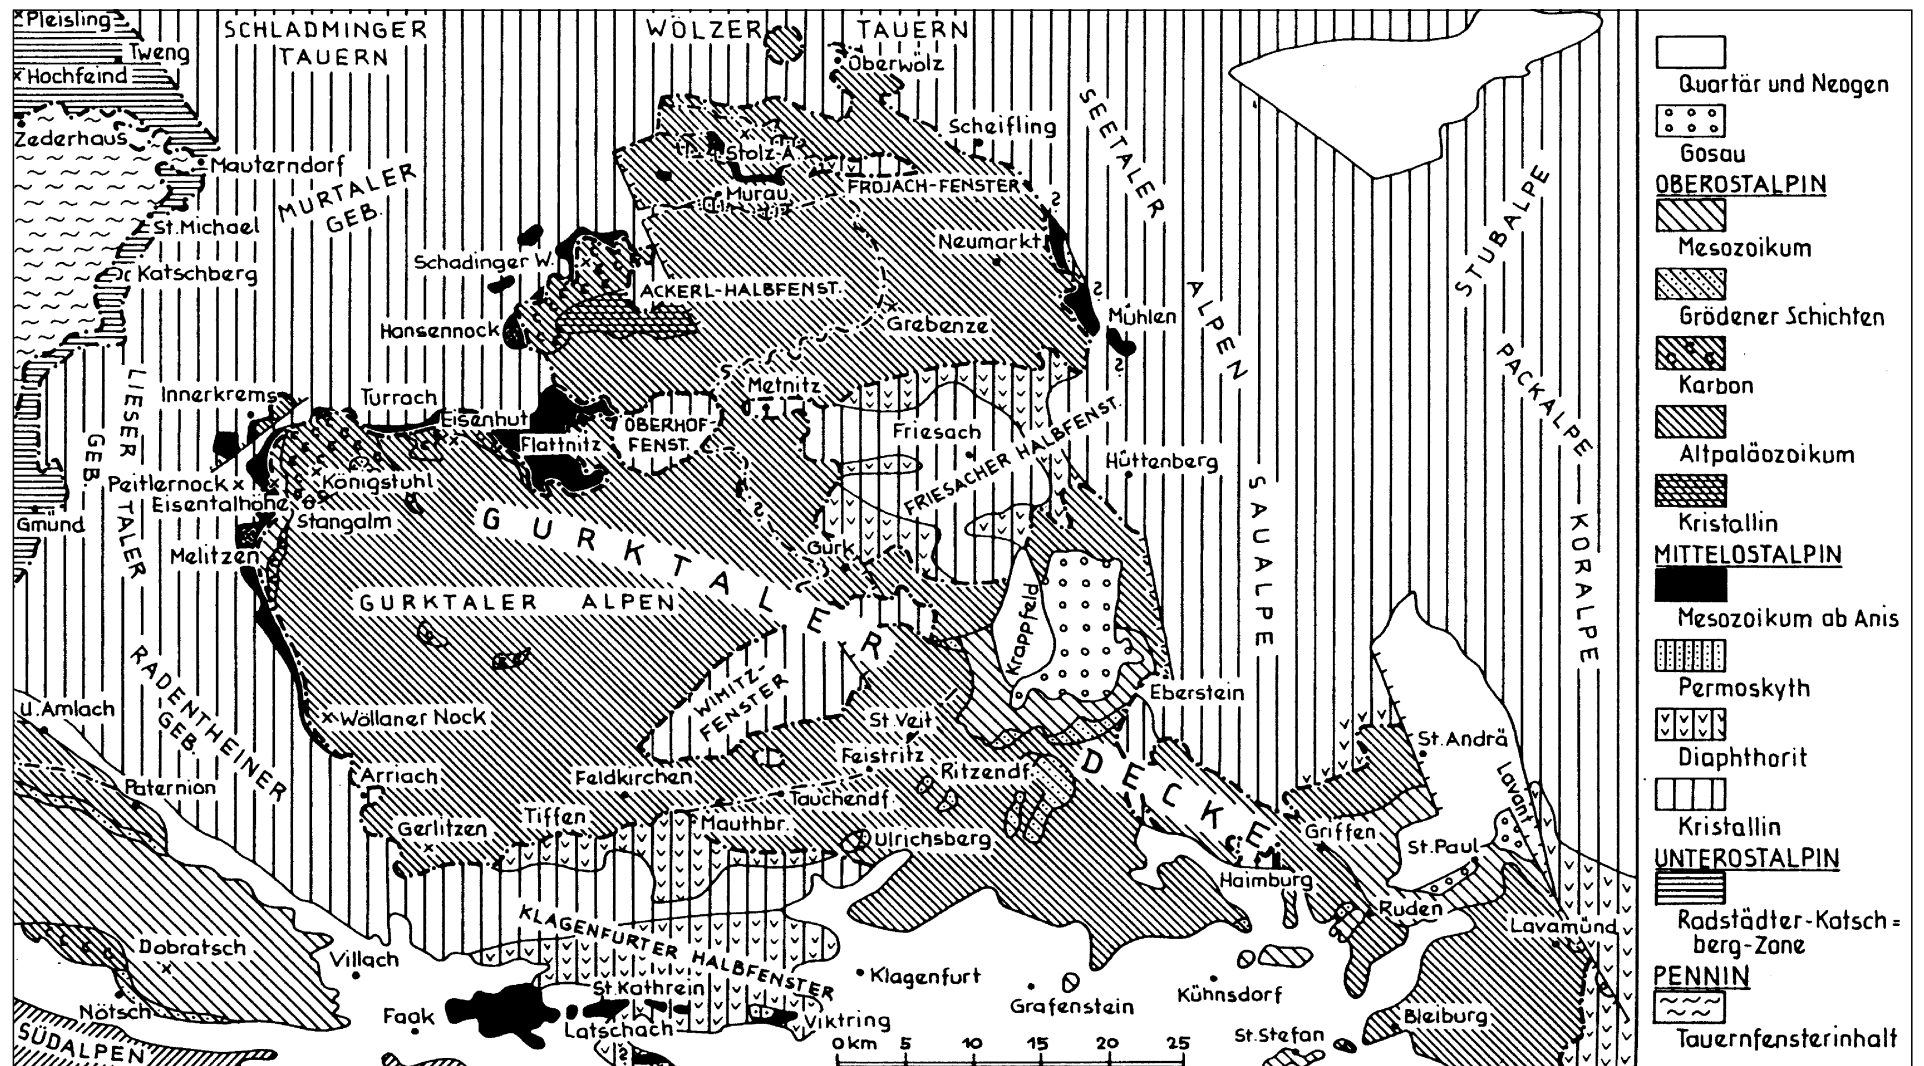 Pleisling
Tweng
Hochfeind
Zederhaus
Mauterndorf
St.Michael
Katschberg
SCHLADMINGER
TAUERN
WÖLZER TAUERN
Oberwölz
MURTALER
GEB.
Scheifling
Stolz-A.
Murau
FROJACH-FENSTER
SEETALER
ALPEN
Neumarkt
Schadinger W.
ACKERL-HALBFENST.
Hansennock
Grebenze
Mühlen
STUBALPE
PACKALPE
KORALPE
SAUALPE
LIESER
TALER
GEB.
Innerkrems
Turrach
Eisenhut
Flattnitz
OBERHOF-
FENST.
Metnitz
Friesach
FRIESACHER HALBFENST.
Hüttenberg
Peitlernock
Königstuhl
Eisentalhöhe
Stangalm
Gmünd
Melitzen
GURKTALER
DECKE
Gurk
GURKTALER ALPEN
Krappfeld
RADENTHEINER
GEB.
WIMITZ-
FENSTER
Eberstein
u.Amlach
Wöllaner Nock
St.Veit
St.Andrä
Lavant
Paternion
Arriach
Feldkirchen
Feistritz
Ritzendf.
Tauchendf.
Gerlitzen
Tiffen
Mauthbr.
Ulrichsberg
Griffen
St.Paul
Haimburg
Ruden
Lavamünd
KLAGENFURTER HALBFENSTER
Dobratsch
Villach
St.Kathrein
Klagenfurt
Grafenstein
Kühnsdorf
Nötsch
Faak
Latschach
Viktring
Bleiburg
St.Stefan
SÜDALPEN
0 km 5 10 15 20 25
Quartär und Neogen
Gosau
OBEROSTALPIN
Mesozoikum
Grödener Schichten
Karbon
Altpaläozoikum
Kristallin
MITTELOSTALPIN
Mesozoikum ab Anis
Permoskyth
Diaphthorit
Kristallin
UNTEROSTALPIN
Radstädter-Katsch=
berg-Zone
PENNIN
Tauernfensterinhalt